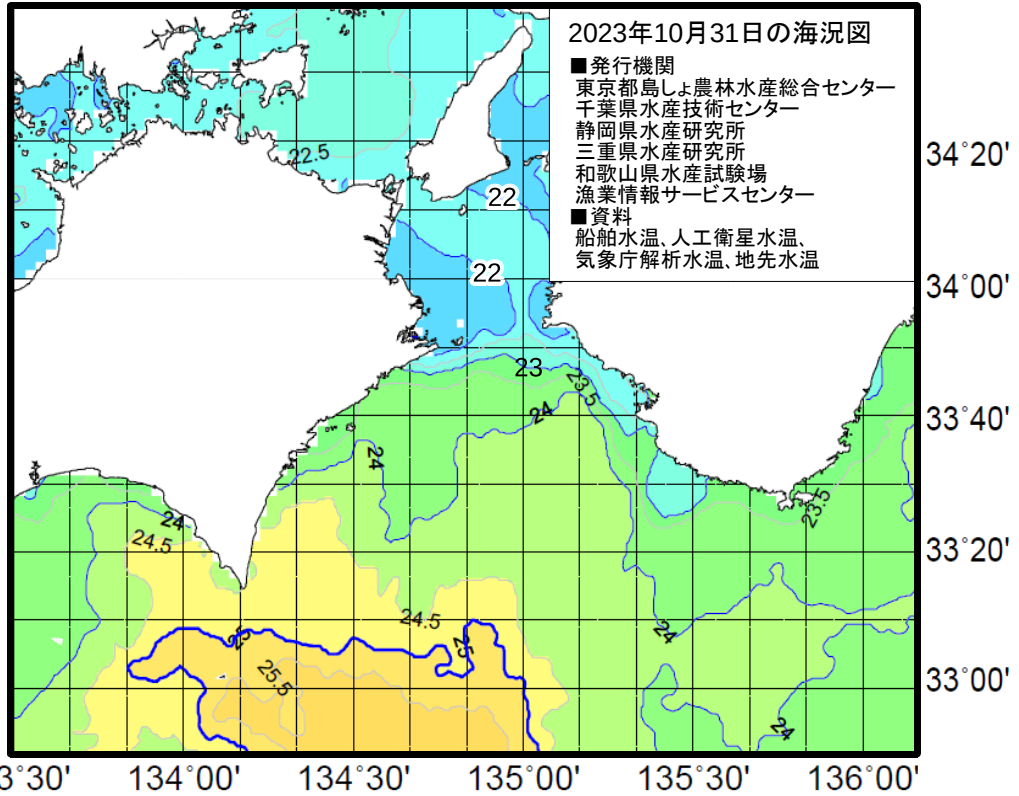 2023年10月31日の海況図
■発行機関
東京都島しょ農林水産総合センター
千葉県水産技術センター
静岡県水産研究所
三重県水産研究所
和歌山県水産試験場
漁業情報サービスセンター
■資料
船舶水温、人工衛星水温、
気象庁解析水温、地先水温
22.5
34°20'
22
22
34°00'
23
23.5
24
33°40'
24
23.5
24
24.5
33°20'
24.5
24
25
25
25.5
33°00'
24
3°30'
134°00'
134°30'
135°00'
135°30'
136°00'